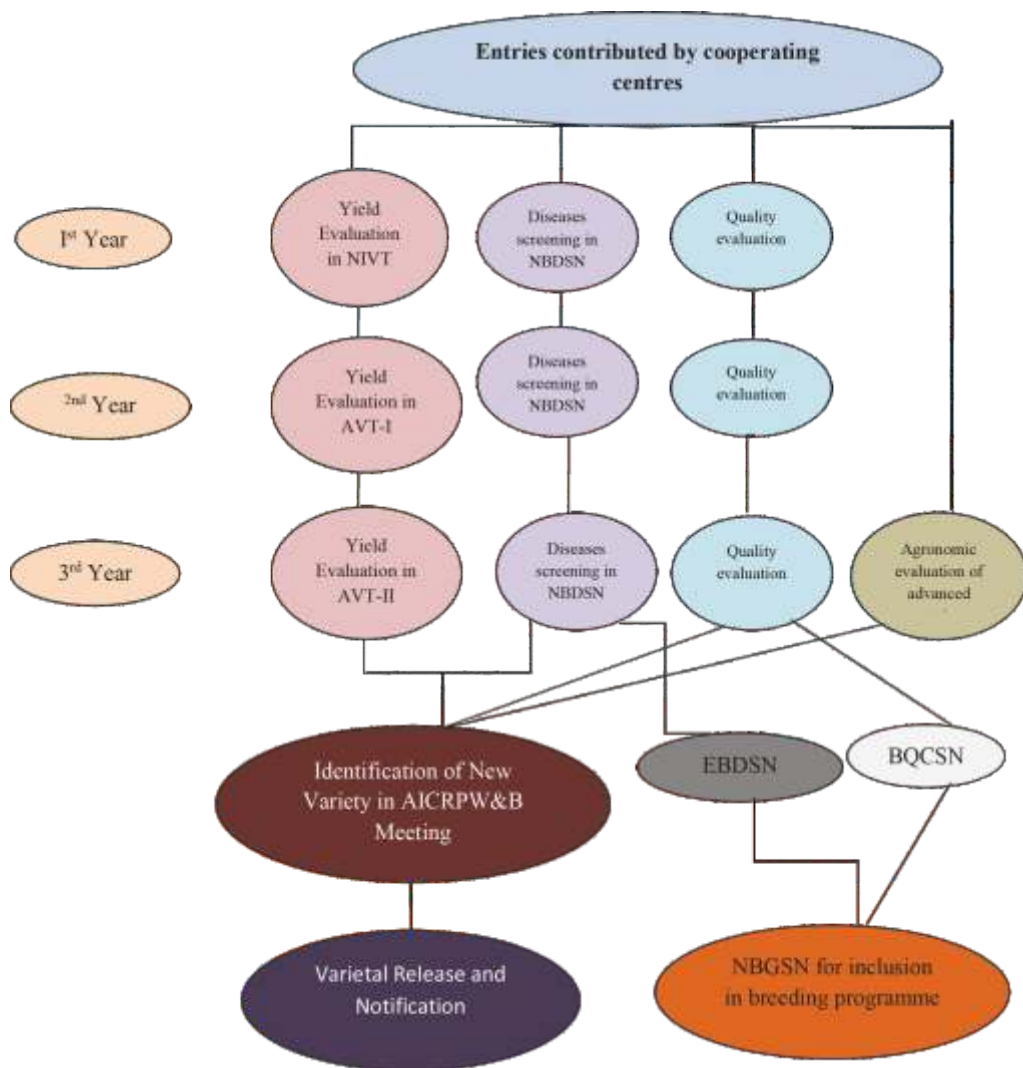 Entries contributed by cooperating
centres
Ist Year
Yield
Evaluation
in NIVT
Diseases
screening in
NBDSN
Quality
evaluation
2nd Year
Yield
Evaluation in
AVT-I
Diseases
screening in
NBDSN
Quality
evaluation
3rd Year
Yield
Evaluation in
AVT-II
Diseases
screening in
NBDSN
Quality
evaluation
Agronomic
evaluation of
advanced
Identification of New
Variety in AICRPW&B
Meeting
EBDSN
BQCSN
Varietal Release and
Notification
NBGSN for inclusion
in breeding programme